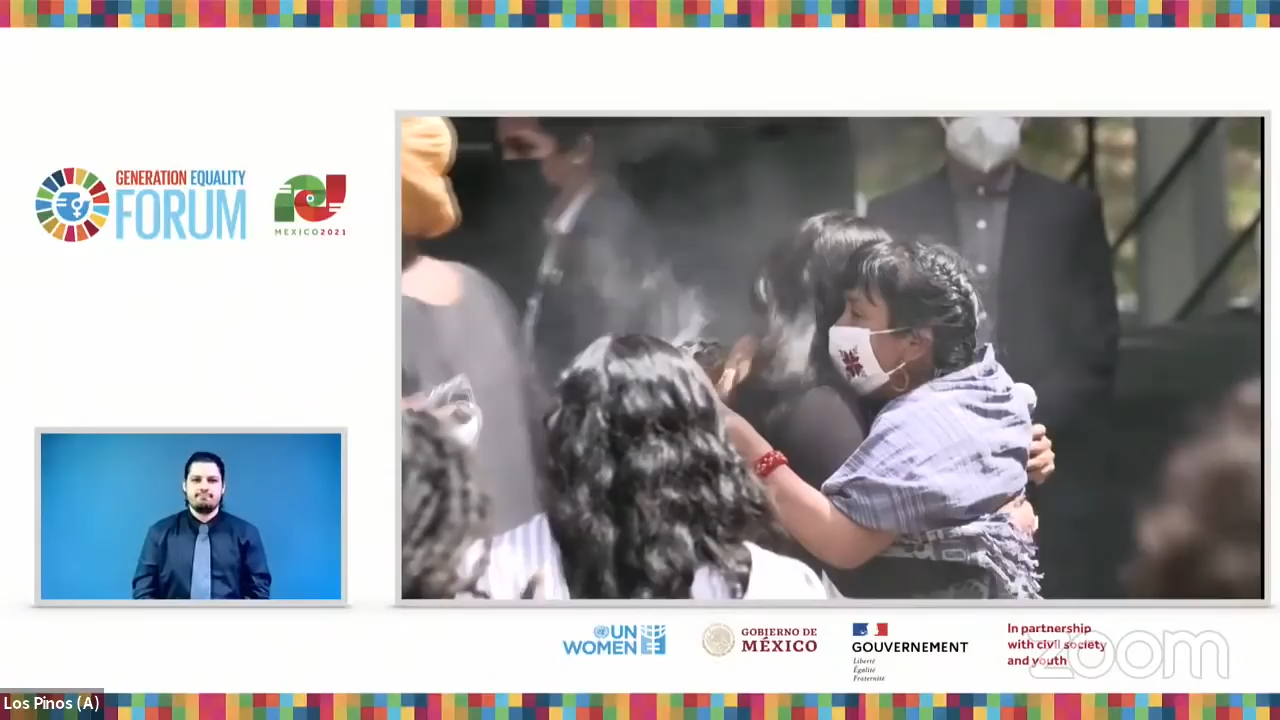 GENERATION EQUALITY
FORUM
MEXICO2021
UN
WOMEN
GOBIERNO DE
MÉXICO
GOUVERNEMENT
Liberté
Égalité
Fraternité
In partnership
with civil society
and youth
zoom
Los Pinos (A)